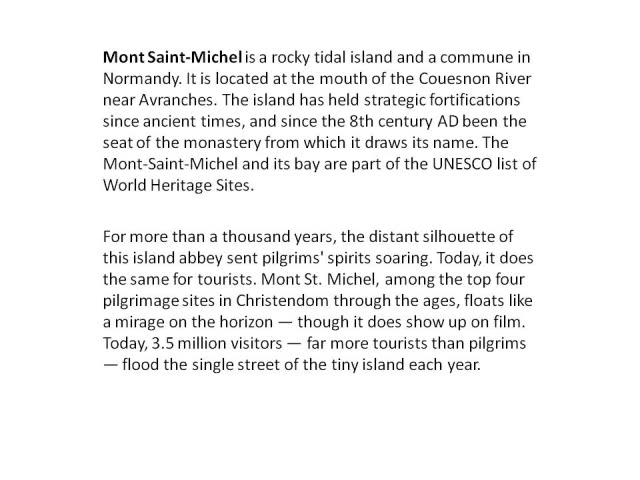 Mont Saint-Michel is a rocky tidal island and a commune in
Normandy. It is located at the mouth of the Couesnon River
near Avranches. The island has held strategic fortifications
since ancient times, and since the 8th century AD been the
seat of the monastery from which it draws its name. The
Mont-Saint-Michel and its bay are part of the UNESCO list of
World Heritage Sites.
For more than a thousand years, the distant silhouette of
this island abbey sent pilgrims' spirits soaring. Today, it does
the same for tourists. Mont St. Michel, among the top four
pilgrimage sites in Christendom through the ages, floats like
a mirage on the horizon — though it does show up on film.
Today, 3.5 million visitors — far more tourists than pilgrims
— flood the single street of the tiny island each year.